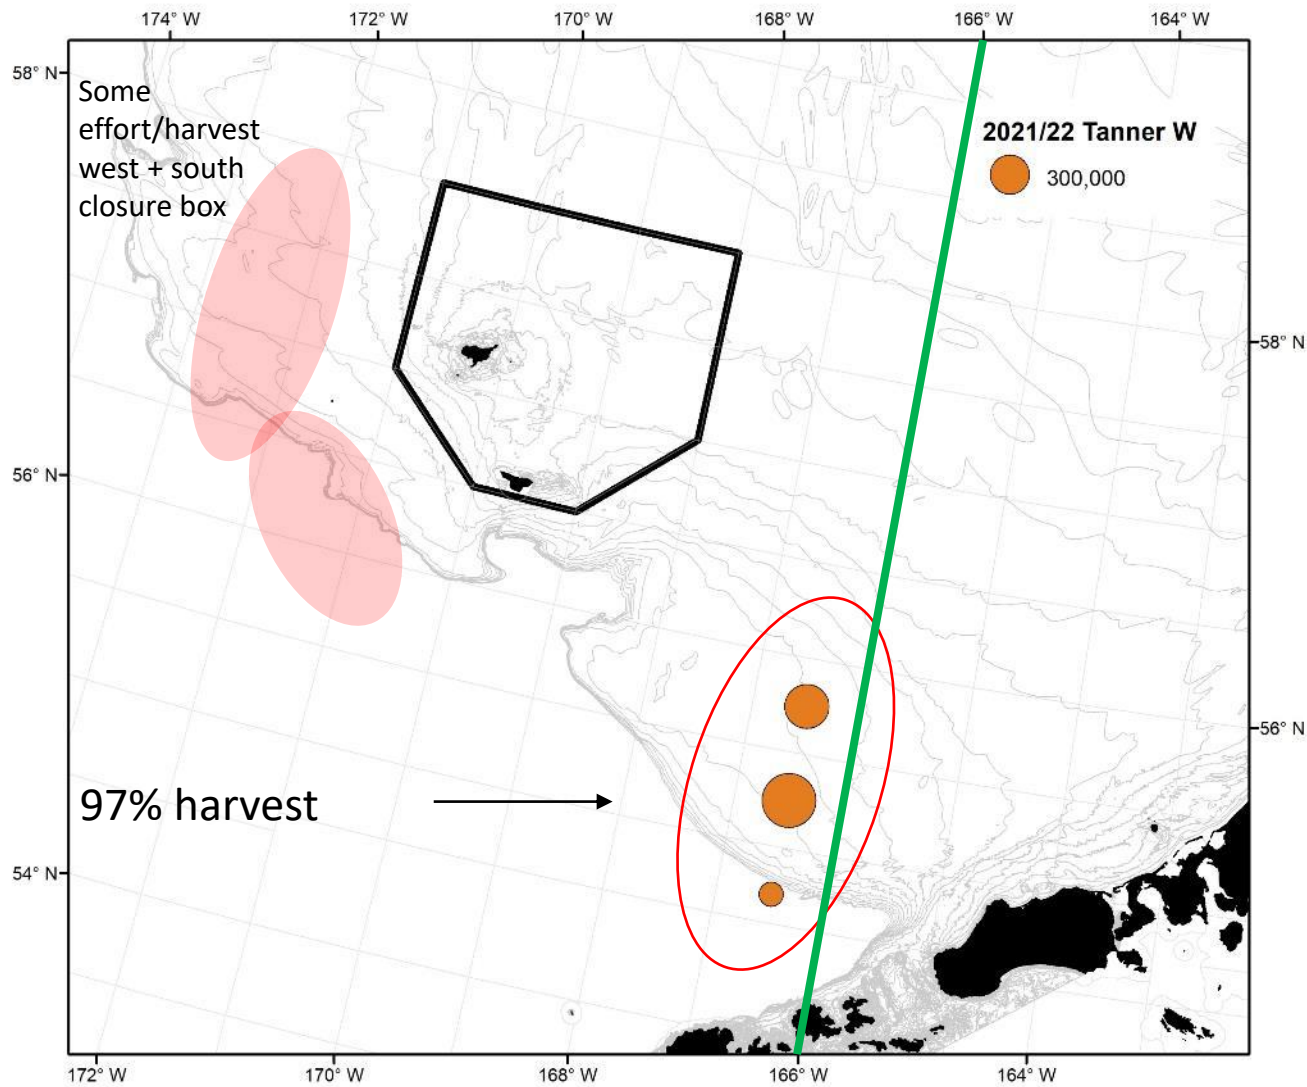 174° W
172° W
170° W
168° W
166° W
164° W
58° N
Some
effort/harvest
west + south
closure box
2021/22 Tanner W
300,000
58° N
56° N
56° N
97% harvest
54° N
172° W
170° W
168° W
166° W
164° W